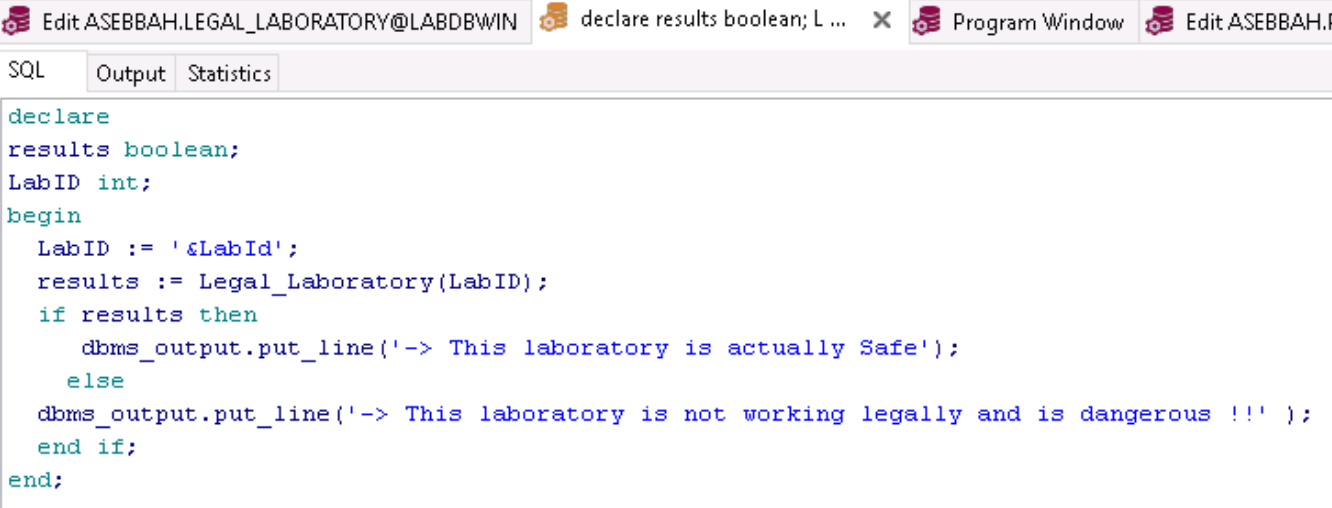 Edit ASEBBAH.LEGAL_LABORATORY@LABDBWIN declare results boolean; L ... Program Window Edit ASEBBAH.
SQL Output Statistics
declare
results boolean;
LabID int;
begin
LabID := '&LabId';
results := Legal_Laboratory(LabID);
if results then
dbms_output.put_line('-> This laboratory is actually Safe');
else
dbms_output.put_line('-> This laboratory is not working legally and is dangerous !!' );
end if;
end;